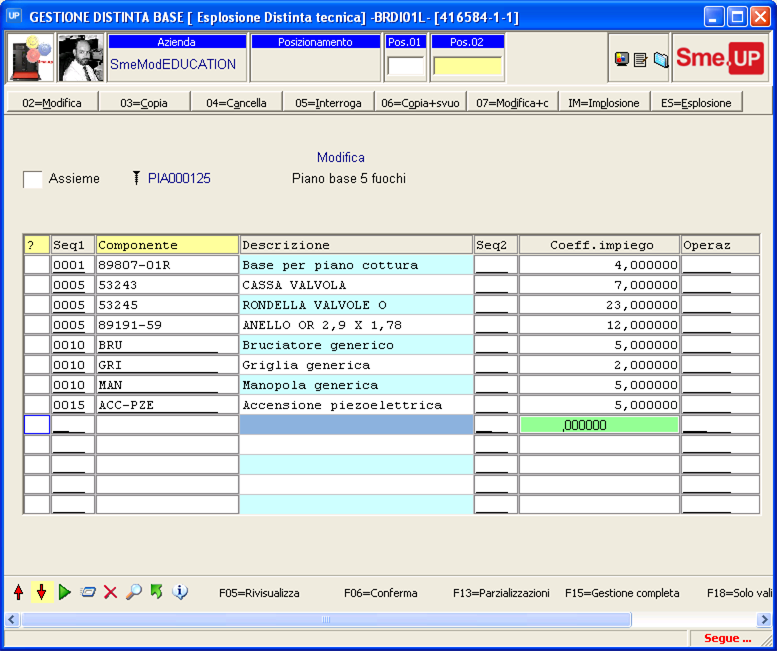 UP GESTIONE DISTINTA BASE [ Esplosione Distinta tecnica] -BRDI01L- [416584-1-1]
Azienda Posizionamento Pos.01 Pos.02
SmeModEDUCATION
Sme.UP
02=Modifica 03=Copia 04=Cancella 05=Interroga 06=Copia+svuo 07=Modifica+c IM=Implosione ES=Esplosione
Modifica
Assieme PIA000125 Piano base 5 fuochi
? Seq1 Componente Descrizione Seq2 Coeff.impiego Operaz
0001 89807-01R Base per piano cottura 4,000000
0005 53243 CASSA VALVOLA 7,000000
0005 53245 RONDELLA VALVOLE O 23,000000
0005 89191-59 ANELLO OR 2,9 X 1,78 12,000000
0010 BRU Bruciatore generico 5,000000
0010 GRI Griglia generica 2,000000
0010 MAN Manopola generica 5,000000
0015 ACC-PZE Accensione piezoelettrica 5,000000
,000000
F05=Rivisualizza F06=Conferma F13=Parzializzazioni F15=Gestione completa F18=Solo vali
Segue ...